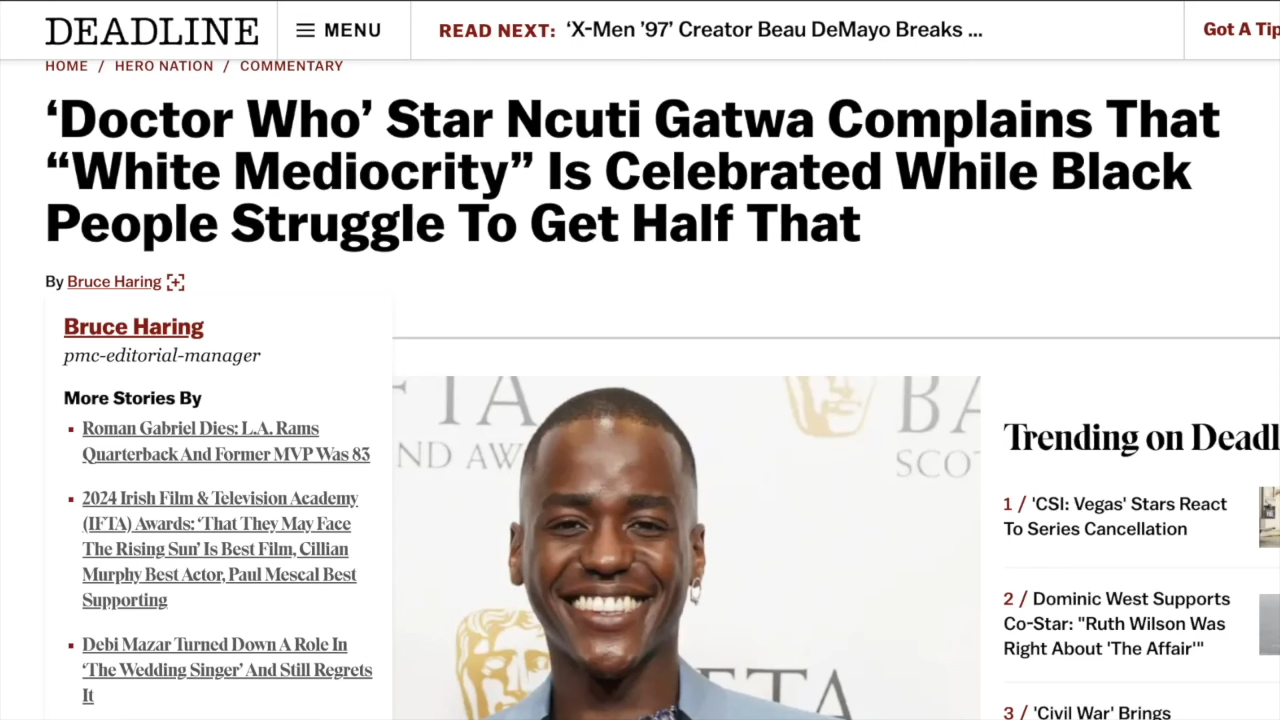 DEADLINE
MENU
READ NEXT: ‘X-Men ’97’ Creator Beau DeMayo Breaks ...
Got A Tip
HOME / HERO NATION / COMMENTARY
‘Doctor Who’ Star Ncuti Gatwa Complains That
“White Mediocrity” Is Celebrated While Black
People Struggle To Get Half That
By Bruce Haring
Bruce Haring
pmc-editorial-manager
More Stories By
Roman Gabriel Dies: L.A. Rams
Quarterback And Former MVP Was 83
2024 Irish Film & Television Academy
(IFTA) Awards: ‘That They May Face
The Rising Sun’ Is Best Film, Cillian
Murphy Best Actor, Paul Mescal Best
Supporting
Debi Mazar Turned Down A Role In
‘The Wedding Singer’ And Still Regrets
It
FTA
ND AW
BA
SCO
FTA
Trending on Deadl
1 / 'CSI: Vegas' Stars React
To Series Cancellation
2 / Dominic West Supports
Co-Star: "Ruth Wilson Was
Right About 'The Affair'"
3 / 'Civil War' Brings